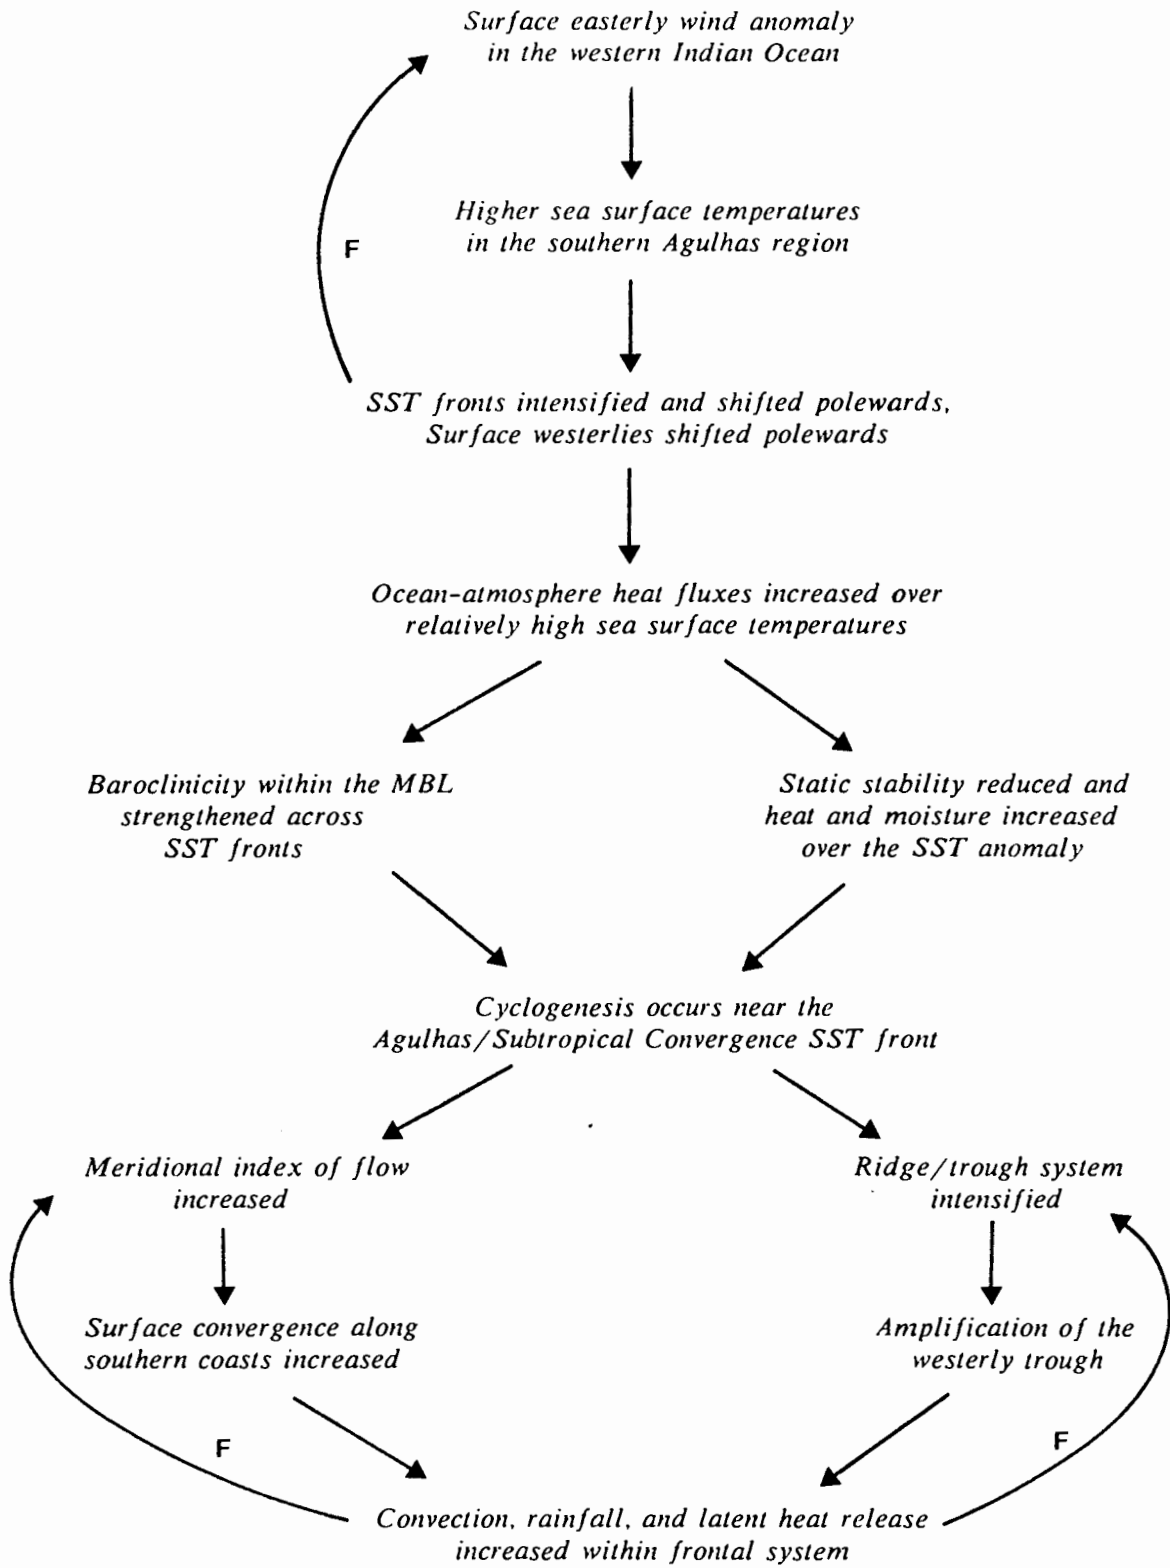 Surface easterly wind anomaly
in the western Indian Ocean
F
Higher sea surface temperatures
in the southern Agulhas region
SST fronts intensified and shifted polewards,
Surface westerlies shifted polewards
Ocean-atmosphere heat fluxes increased over
relatively high sea surface temperatures
Baroclinicity within the MBL
strengthened across
SST fronts
Static stability reduced and
heat and moisture increased
over the SST anomaly
Cyclogenesis occurs near the
Agulhas/Subtropical Convergence SST front
Meridional index of flow
increased
Ridge/trough system
intensified
Surface convergence along
southern coasts increased
Amplification of the
westerly trough
F
F
Convection, rainfall, and latent heat release
increased within frontal system